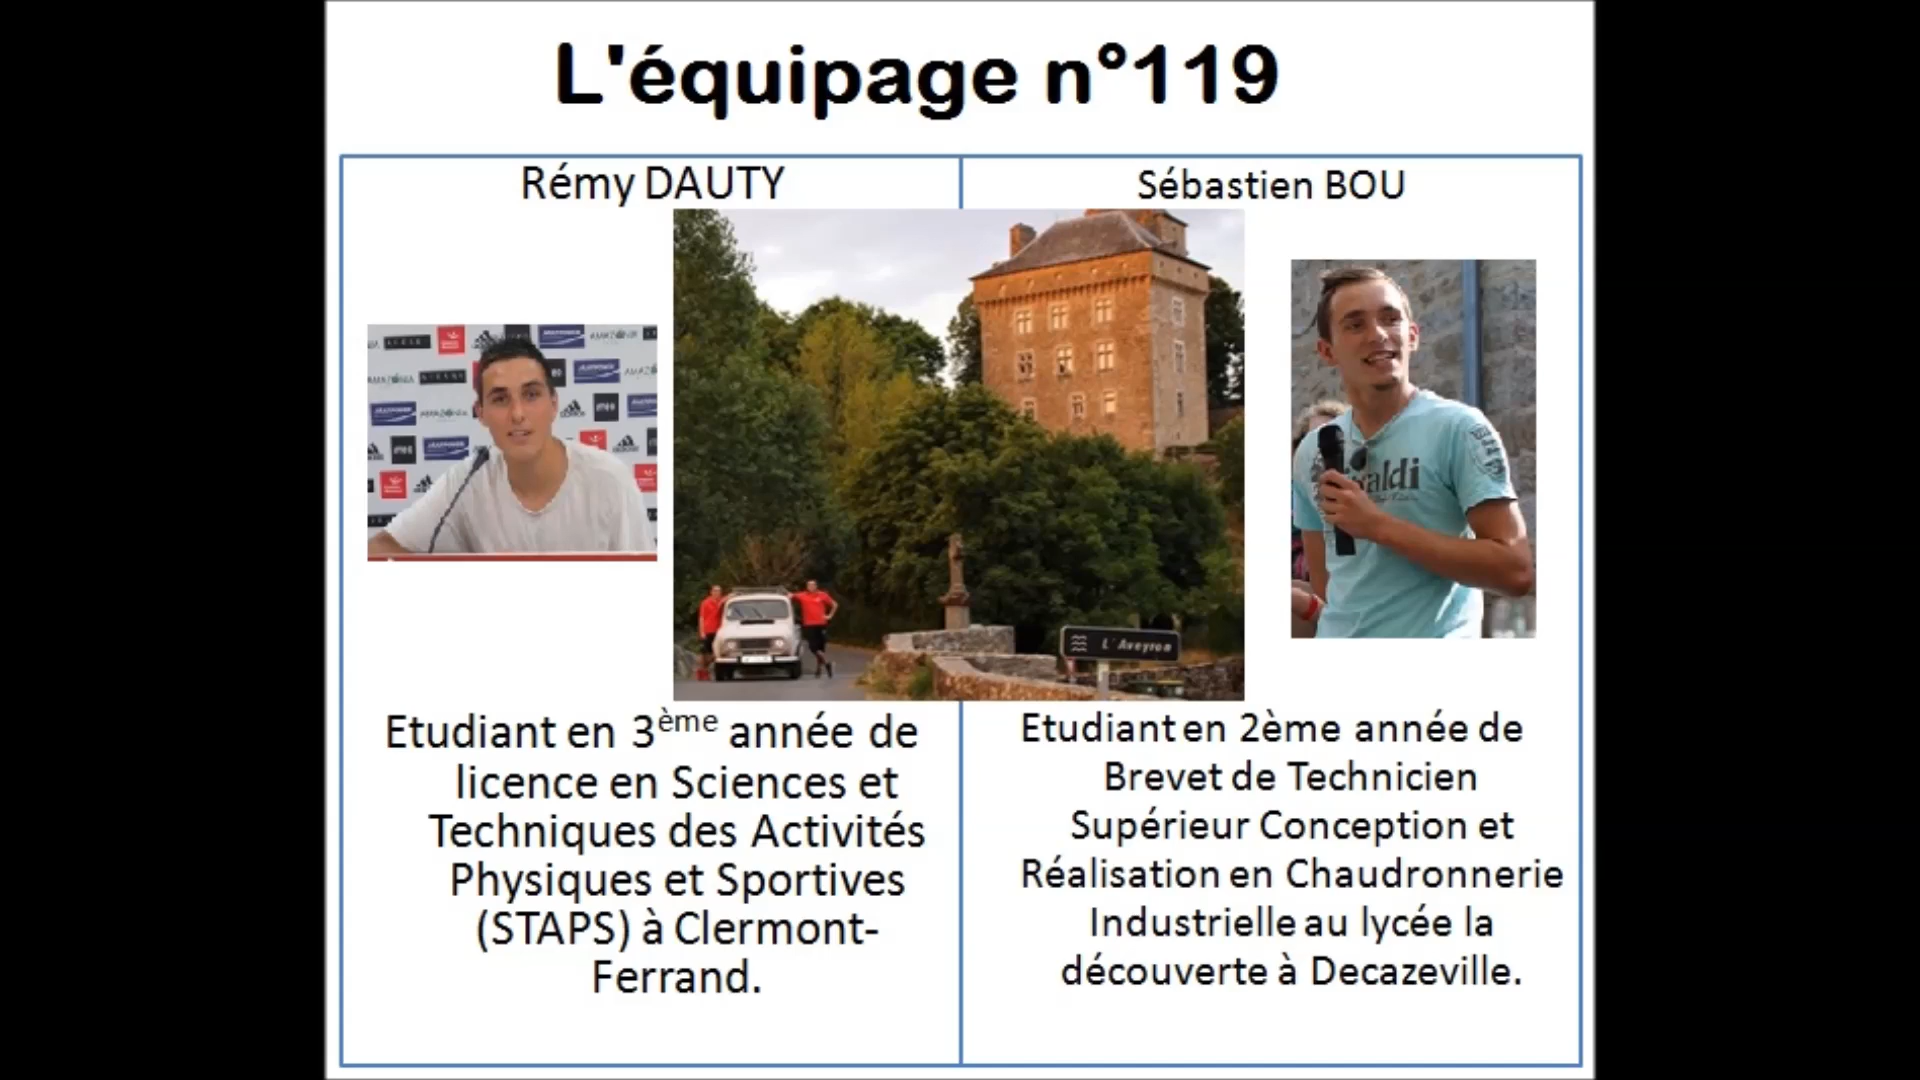 L'équipage n°119
Rémy DAUTY
Sébastien BOU
L'Aveyron
Etudiant en 3ème année de
licence en Sciences et
Techniques des Activités
Physiques et Sportives
(STAPS) à Clermont-
Ferrand.
Etudiant en 2ème année de
Brevet de Technicien
Supérieur Conception et
Réalisation en Chaudronnerie
Industrielle au lycée la
découverte à Decazeville.